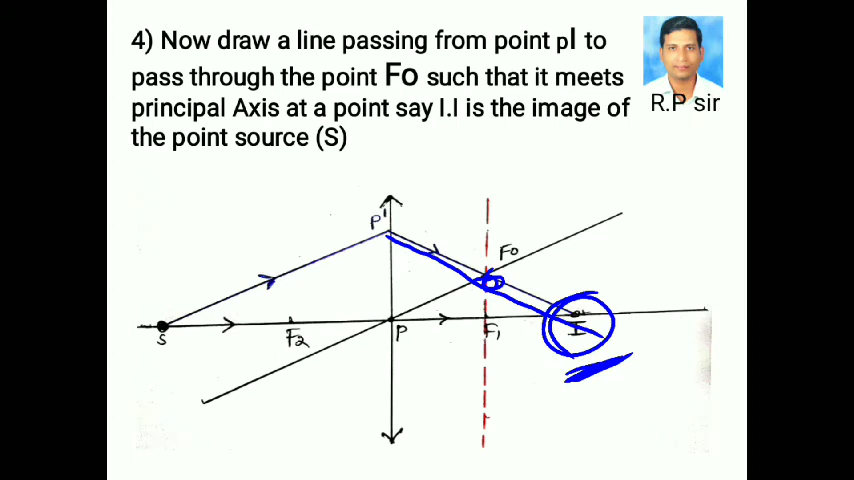 4) Now draw a line passing from point pl to
pass through the point Fo such that it meets
principal Axis at a point say I.I is the image of
the point source (S)
R.P sir
P'
Fo
S
F2
P
F1
I